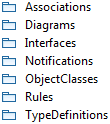 Associations
Diagrams
Interfaces
Notifications
ObjectClasses
Rules
TypeDefinitions